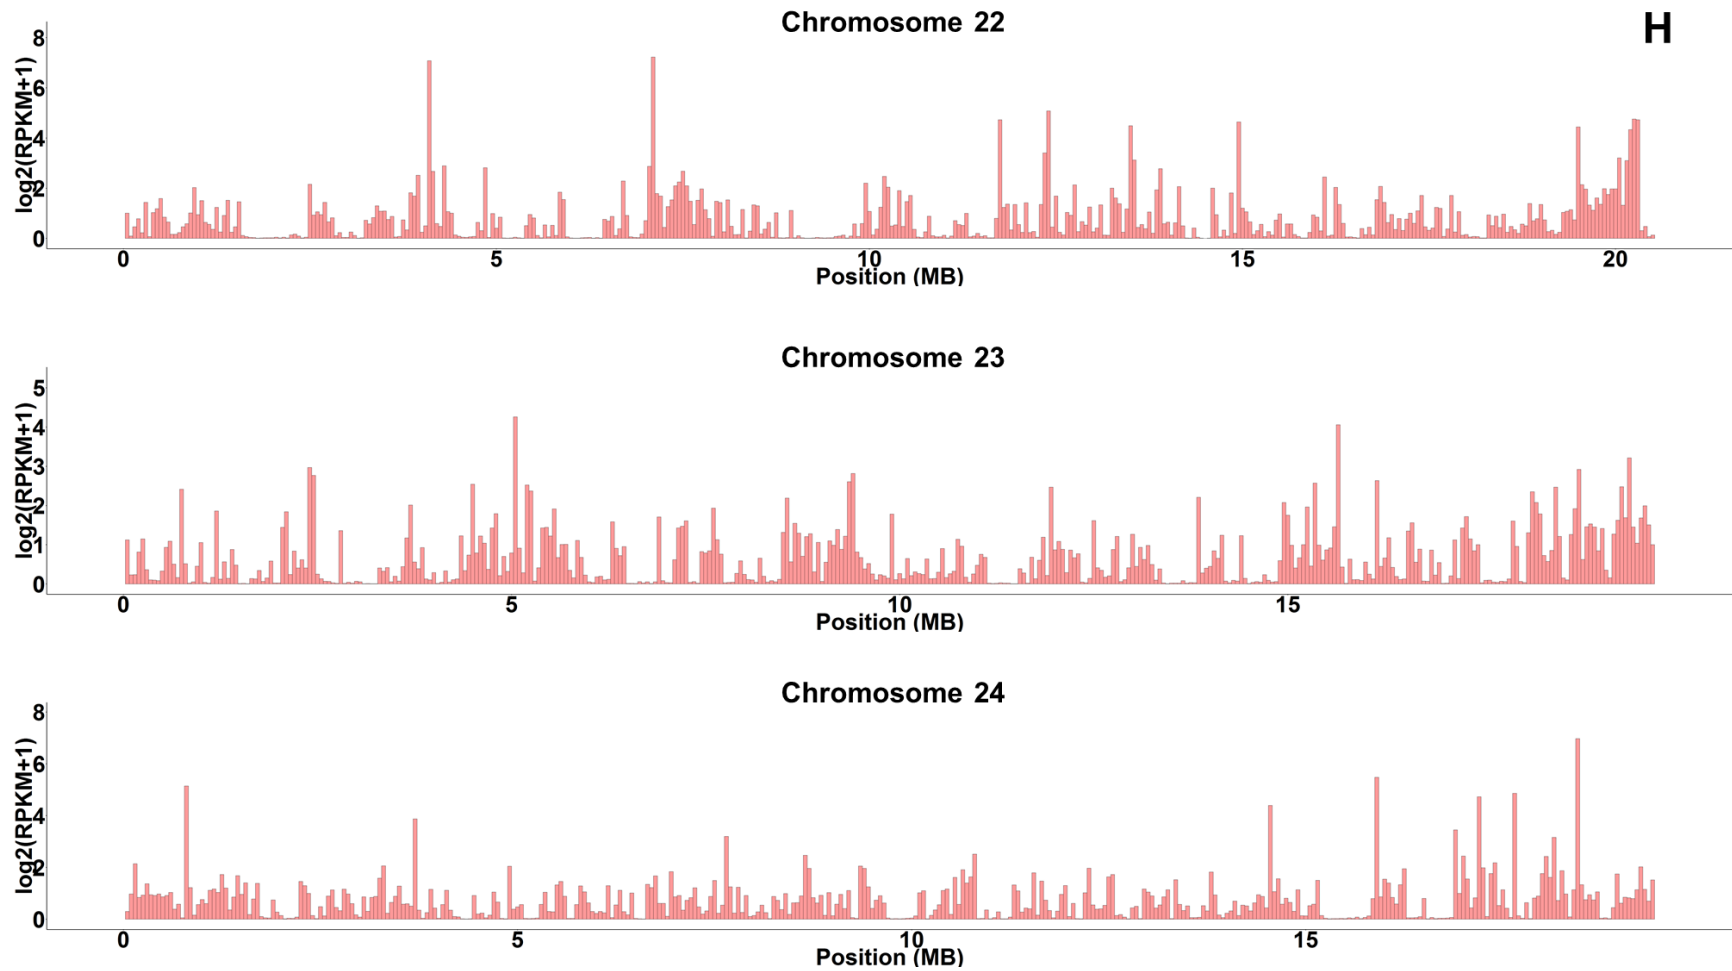 Chromosome 22
H
log2(RPKM+1)
8
6
4
2
0
0 5 10 15 20
Position (MB)
Chromosome 23
log2(RPKM+1)
5
4
3
2
1
0
0 5 10 15
Position (MB)
Chromosome 24
log2(RPKM+1)
8
6
4
2
0
0 5 10 15
Position (MB)